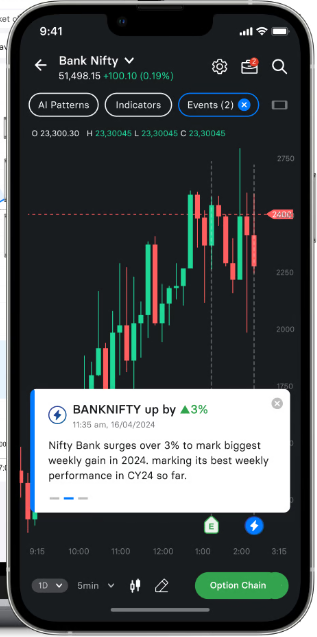 9:41
Bank Nifty
51,498.15 +100.10 (0.19%)
2
AI Patterns
Indicators
Events (2)
O 23,300.30 H 23,30045 L 23,30045 C 23,30045
2750
2400
2250
2000
1750
BANKNIFTY up by ▲3%
11:35 am, 16/04/2024
Nifty Bank surges over 3% to mark biggest
weekly gain in 2024. marking its best weekly
performance in CY24 so far.
E
9:15 10:00 11:00 12:00 1:00 2:00 3:15
1D 5min Option Chain